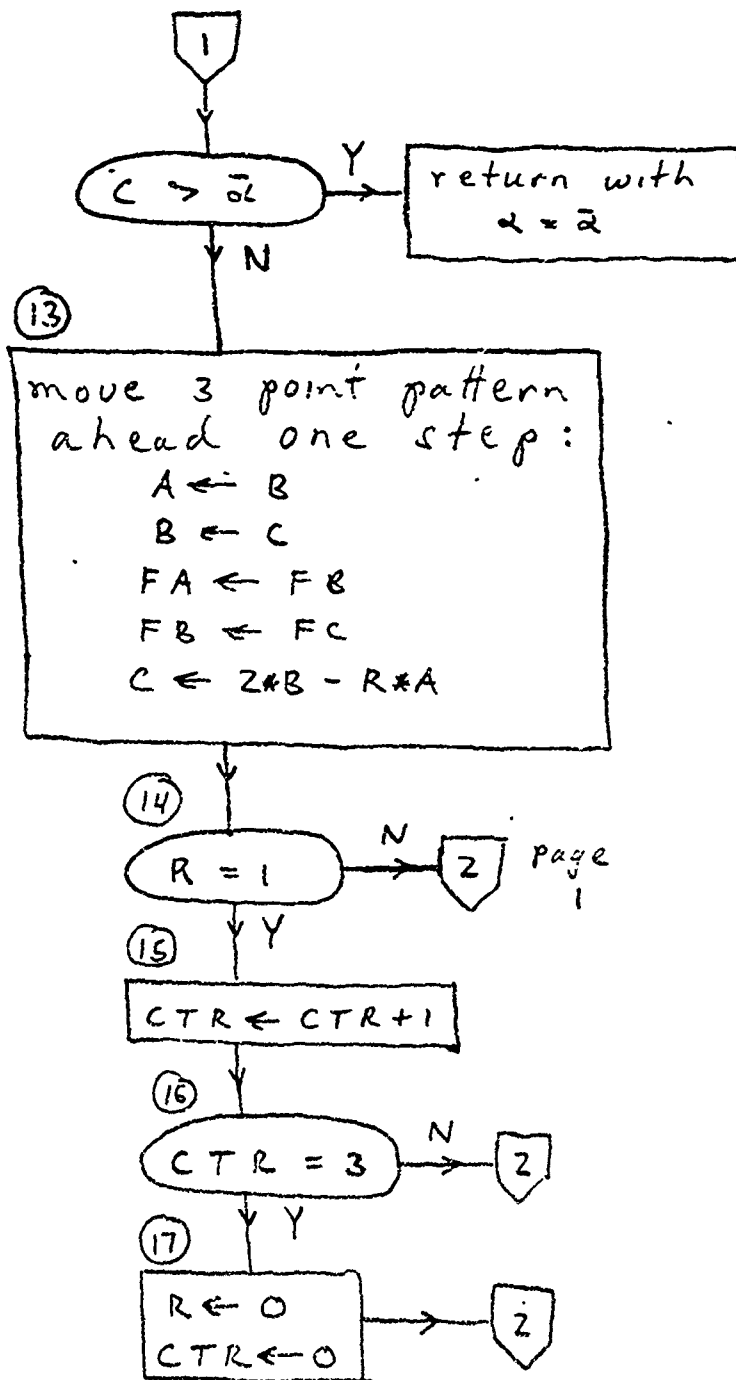 1
C > ᾱ
Y
return with
α = ᾱ
N
13
move 3 point pattern
ahead one step:
A ← B
B ← C
FA ← FB
FB ← FC
C ← 2*B - R*A
14
R = 1
N
2
page
1
Y
15
CTR ← CTR+1
16
CTR = 3
N
2
Y
17
R ← 0
CTR ← 0
2